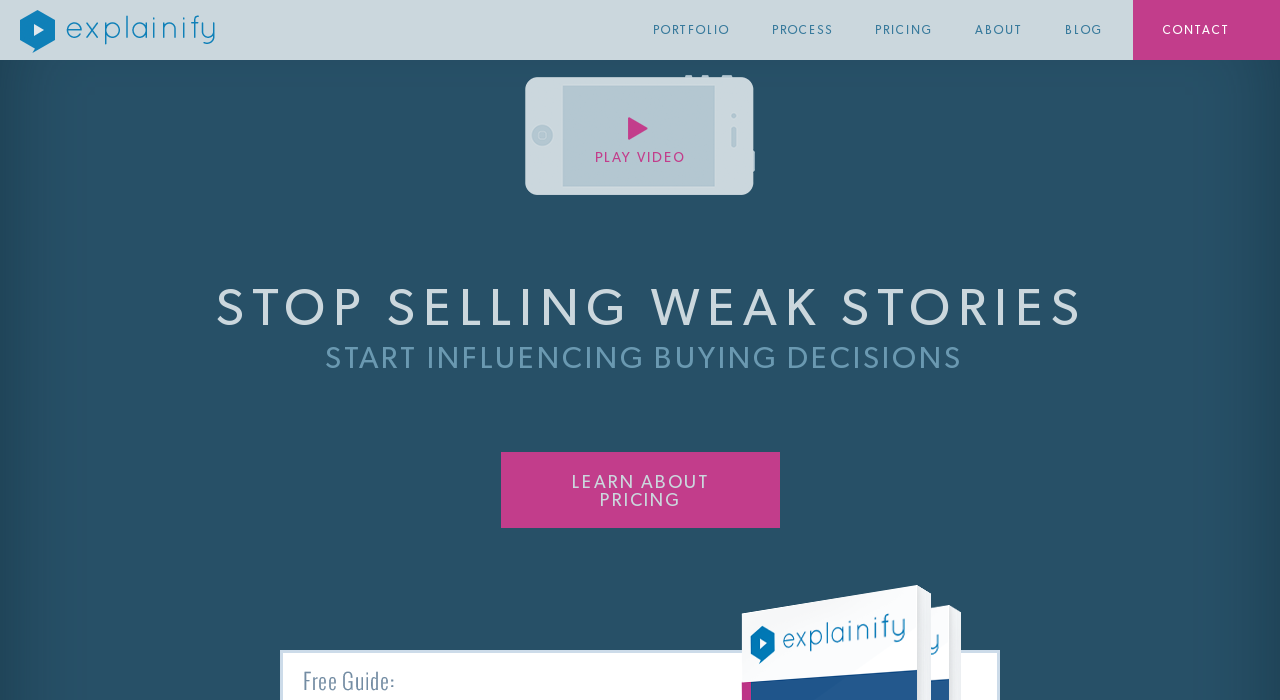 explainify
PORTFOLIO
PROCESS
PRICING
ABOUT
BLOG
CONTACT
PLAY VIDEO
STOP SELLING WEAK STORIES
START INFLUENCING BUYING DECISIONS
LEARN ABOUT
PRICING
explainify
Free Guide: